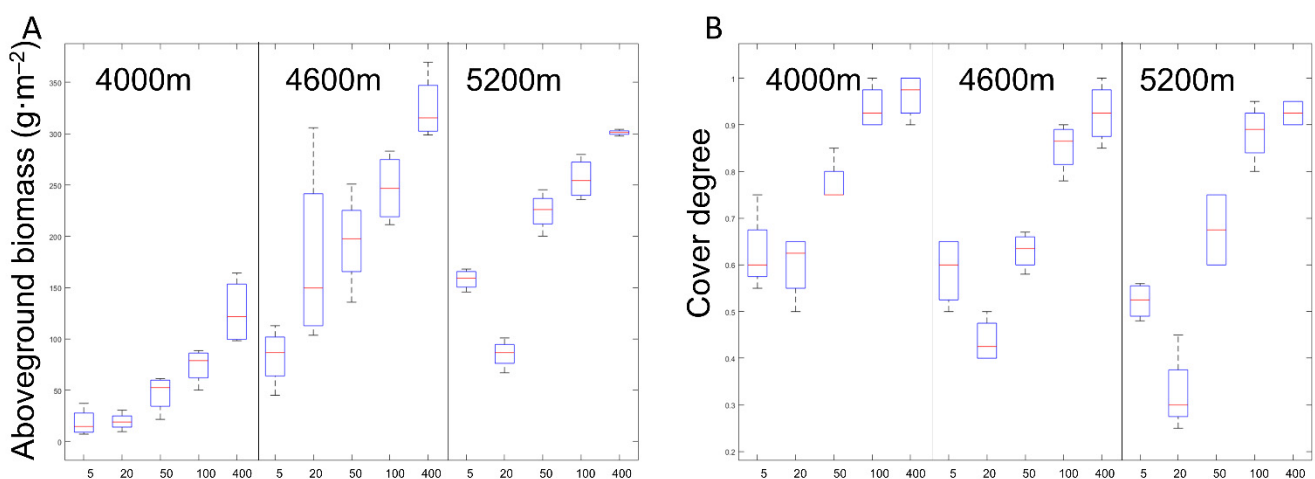 A
B
Aboveground biomass (g·m⁻²)
4000m
4600m
5200m
350
300
250
200
150
100
50
0
5 20 50 100 400 5 20 50 100 400 5 20 50 100 400
Cover degree
4000m
4600m
5200m
1
0.9
0.8
0.7
0.6
0.5
0.4
0.3
0.2
5 20 50 100 400 5 20 50 100 400 5 20 50 100 400